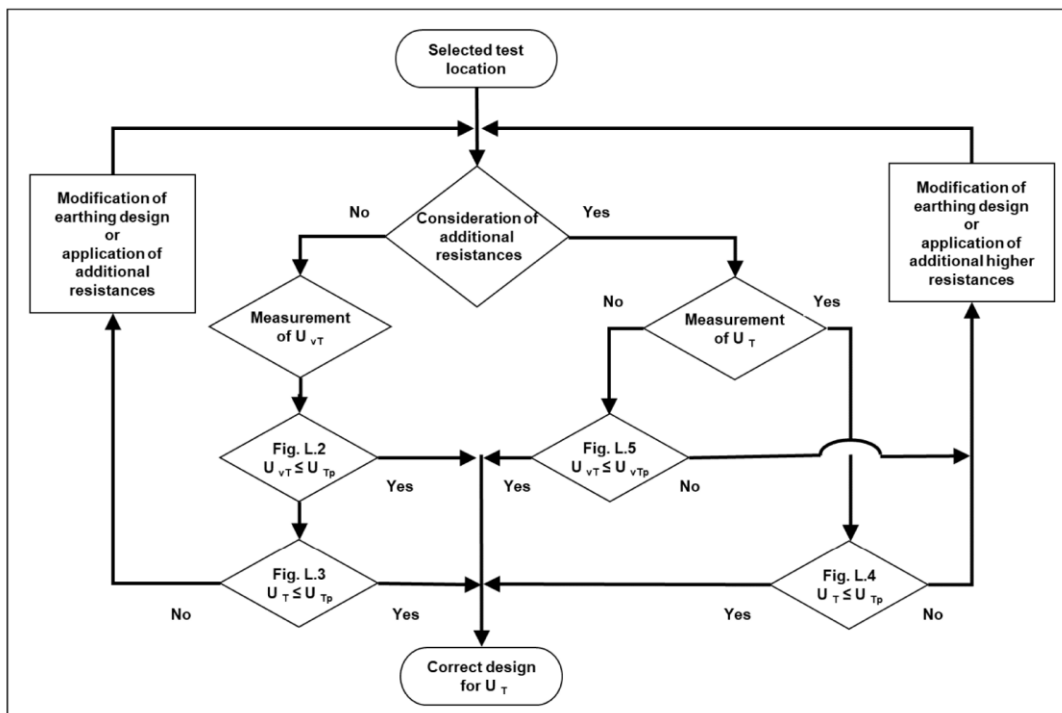 Selected test
location
Modification of
earthing design
or
application of
additional
resistances
No
Consideration of
additional
resistances
Yes
Modification of
earthing design
or
application of
additional higher
resistances
Measurement
of U vT
No
Measurement
of U T
Yes
Fig. L.2
U vT ≤ U Tp
Yes
Fig. L.5
U vT ≤ U vTp
Yes
No
Fig. L.3
U T ≤ U Tp
No
Yes
Fig. L.4
U T ≤ U Tp
Yes
No
Correct design
for U T